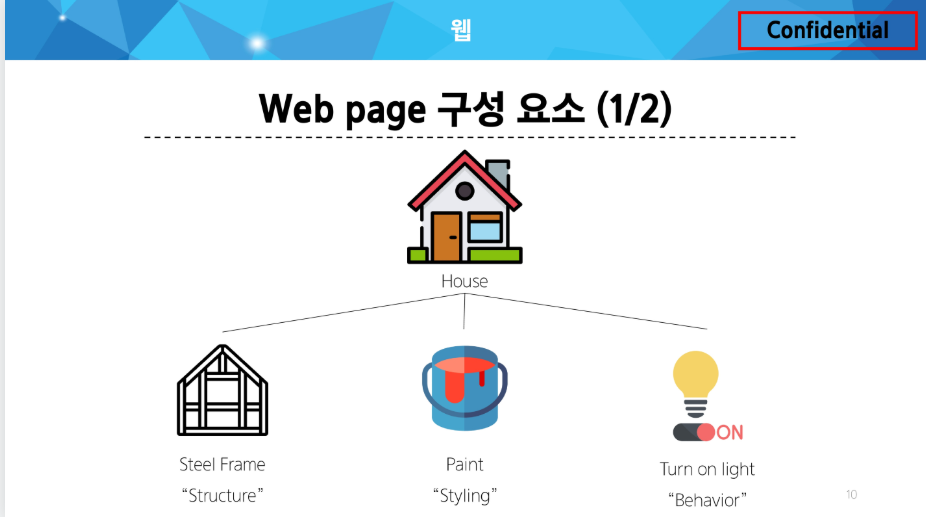 웹
Confidential
Web page 구성 요소 (1/2)
House
ON
Steel Frame
Paint
Turn on light
“Structure”
“Styling”
“Behavior”
10